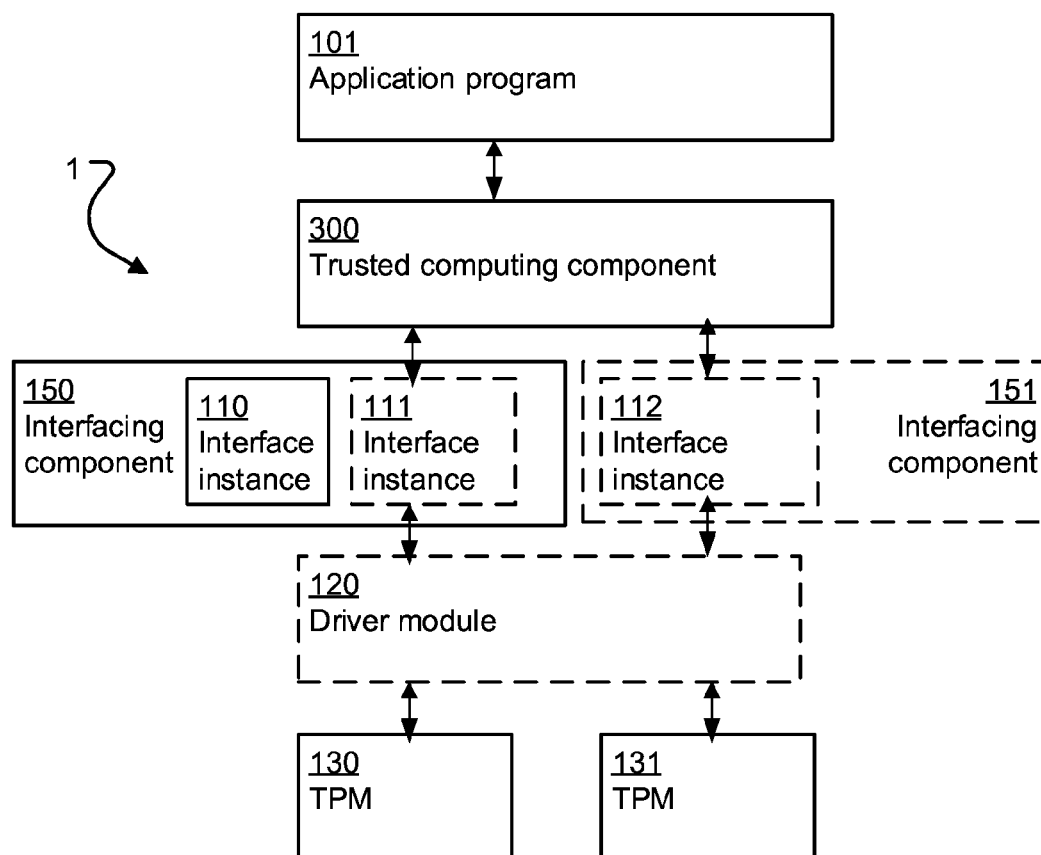 101
Application program
1
300
Trusted computing component
150
Interfacing
component
110
Interface
instance
111
Interface
instance
112
Interface
instance
151
Interfacing
component
120
Driver module
130
TPM
131
TPM